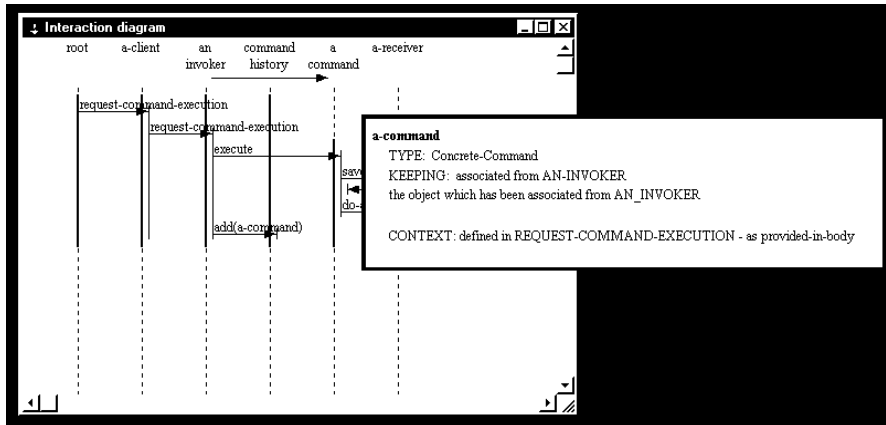 Interaction diagram
root a-client an command a a-receiver
invoker history command
request-command-execution
request-command-execution
execute
do-
add(a-command)
a-command
TYPE: Concrete-Command
KEEPING: associated from AN-INVOKER
the object which has been associated from AN_INVOKER
CONTEXT: defined in REQUEST-COMMAND-EXECUTION - as provided-in-body